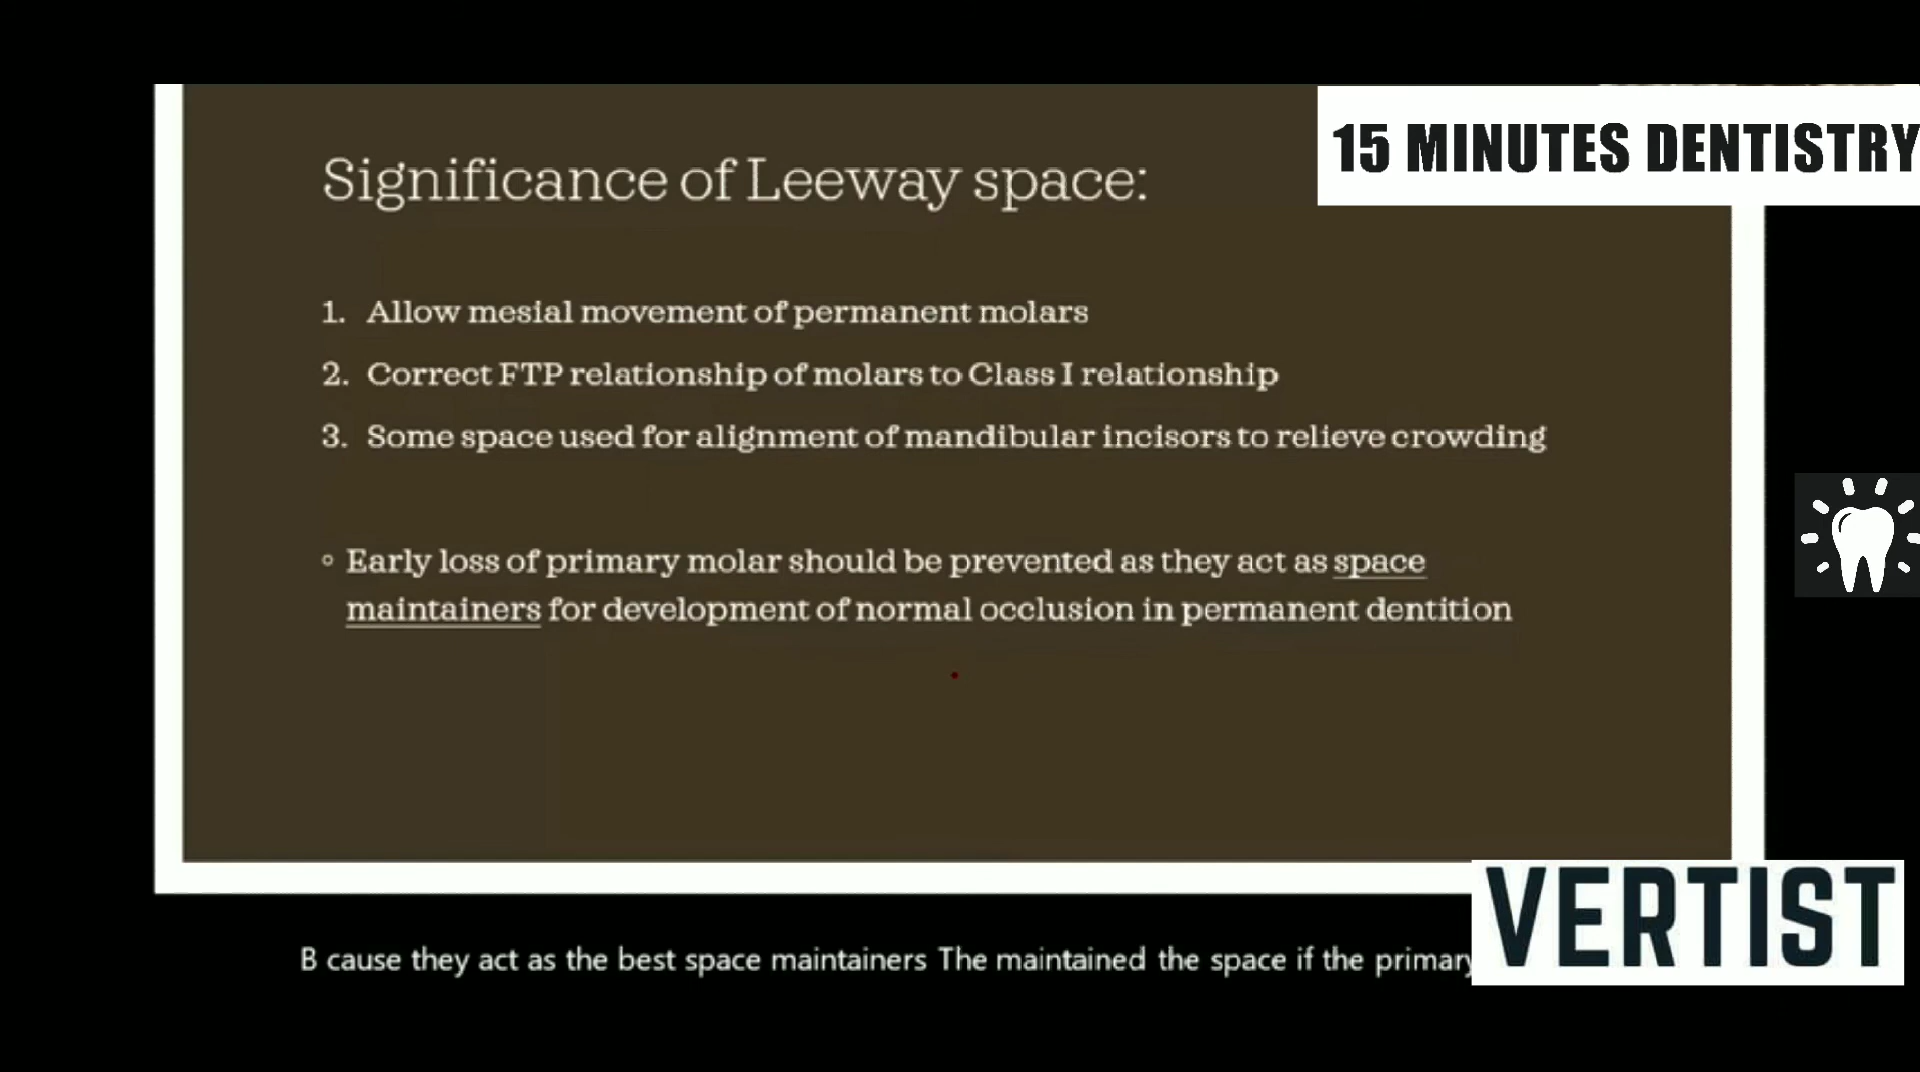 15 MINUTES DENTISTRY
Significance of Leeway space:
1. Allow mesial movement of permanent molars
2. Correct FTP relationship of molars to Class I relationship
3. Some space used for alignment of mandibular incisors to relieve crowding
◦ Early loss of primary molar should be prevented as they act as space
maintainers for development of normal occlusion in permanent dentition
VERTIST
B cause they act as the best space maintainers The maintained the space if the primary